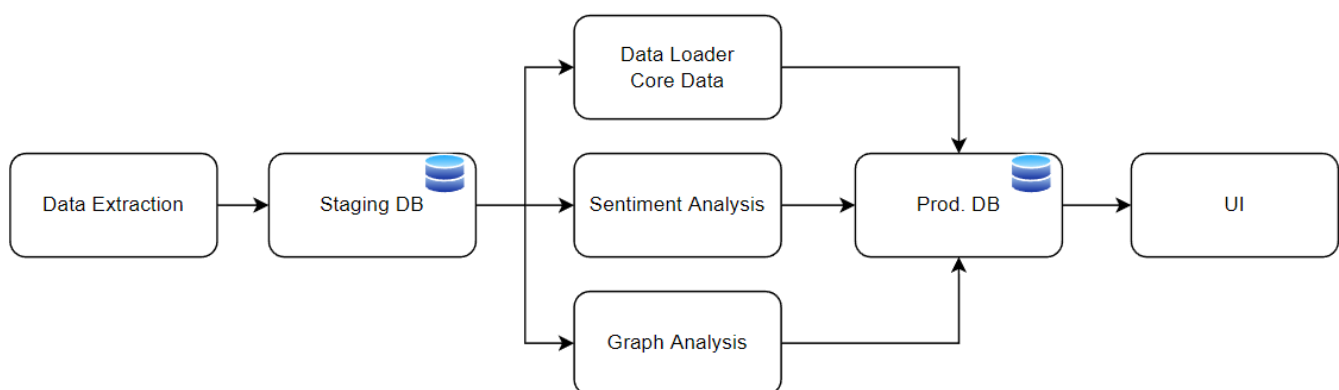 Data Loader
Core Data
Data Extraction
Staging DB
Sentiment Analysis
Prod. DB
UI
Graph Analysis